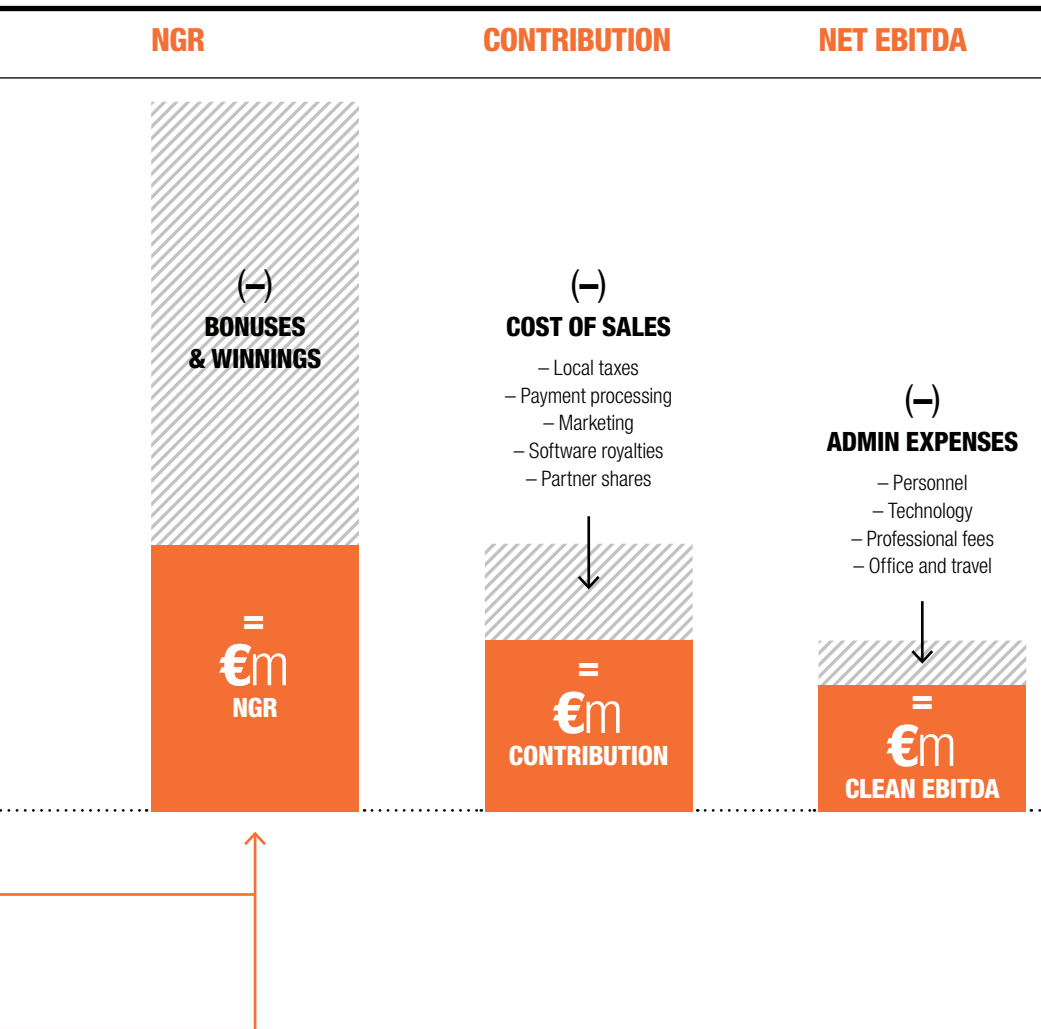 NGR
CONTRIBUTION
NET EBITDA
(–)
BONUSES
& WINNINGS
=
€m
NGR
(–)
COST OF SALES
– Local taxes
– Payment processing
– Marketing
– Software royalties
– Partner shares
=
€m
CONTRIBUTION
(–)
ADMIN EXPENSES
– Personnel
– Technology
– Professional fees
– Office and travel
=
€m
CLEAN EBITDA